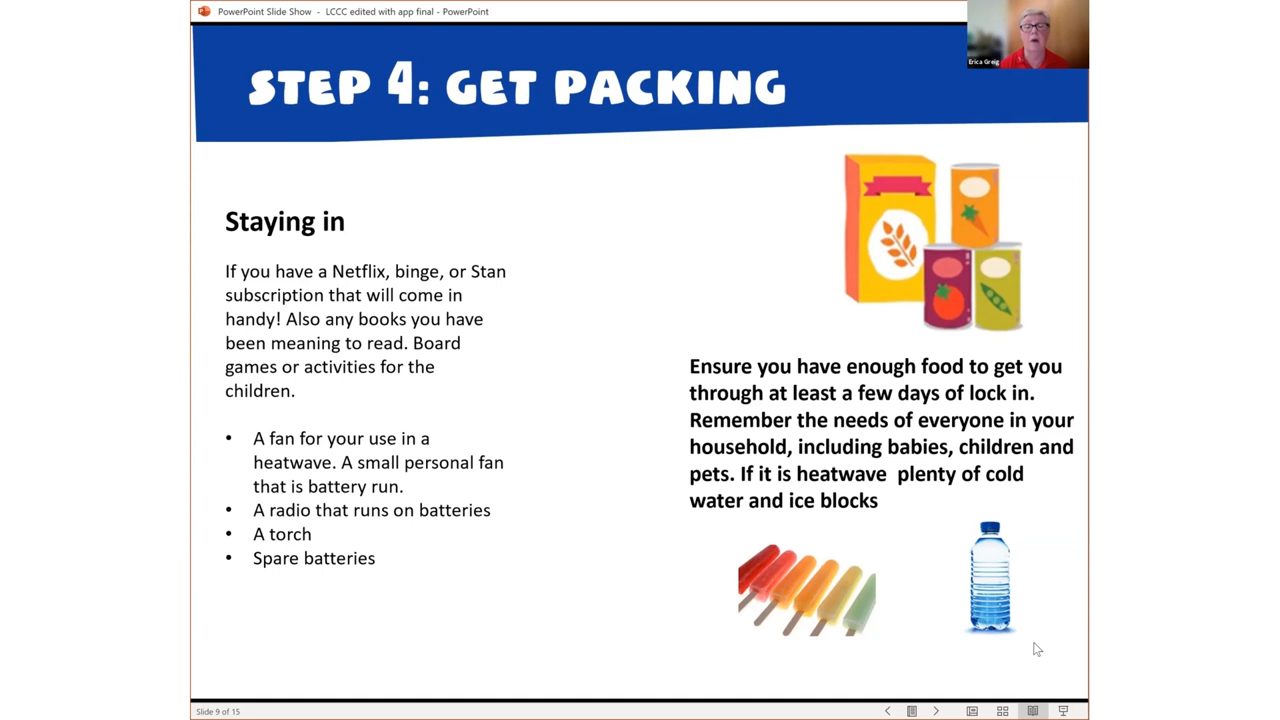 PowerPoint Slide Show - LCCC edited with app final - PowerPoint
Erica Greig
STEP 4: GET PACKING
Staying in
If you have a Netflix, binge, or Stan
subscription that will come in
handy! Also any books you have
been meaning to read. Board
games or activities for the
children.
• A fan for your use in a
heatwave. A small personal fan
that is battery run.
• A radio that runs on batteries
• A torch
• Spare batteries
Ensure you have enough food to get you
through at least a few days of lock in.
Remember the needs of everyone in your
household, including babies, children and
pets. If it is heatwave  plenty of cold
water and ice blocks
Slide 9 of 15